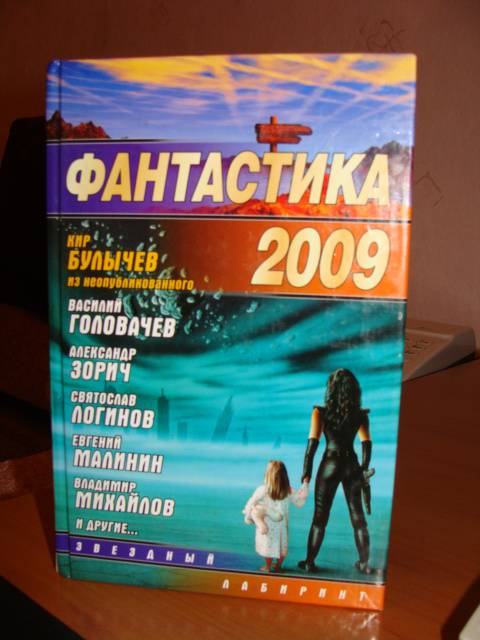 ФАНТАСТИКА
2009
КИР
БУЛЫЧЕВ
из неопубликованного
ВАСИЛИЙ
ГОЛОВАЧЕВ
АЛЕКСАНДР
ЗОРИЧ
СВЯТОСЛАВ
ЛОГИНОВ
ЕВГЕНИЙ
МАЛИНИН
ВЛАДИМИР
МИХАЙЛОВ
И ДРУГИЕ...
ЗВЕЗДНЫЙ
ЛАБИРИНТ